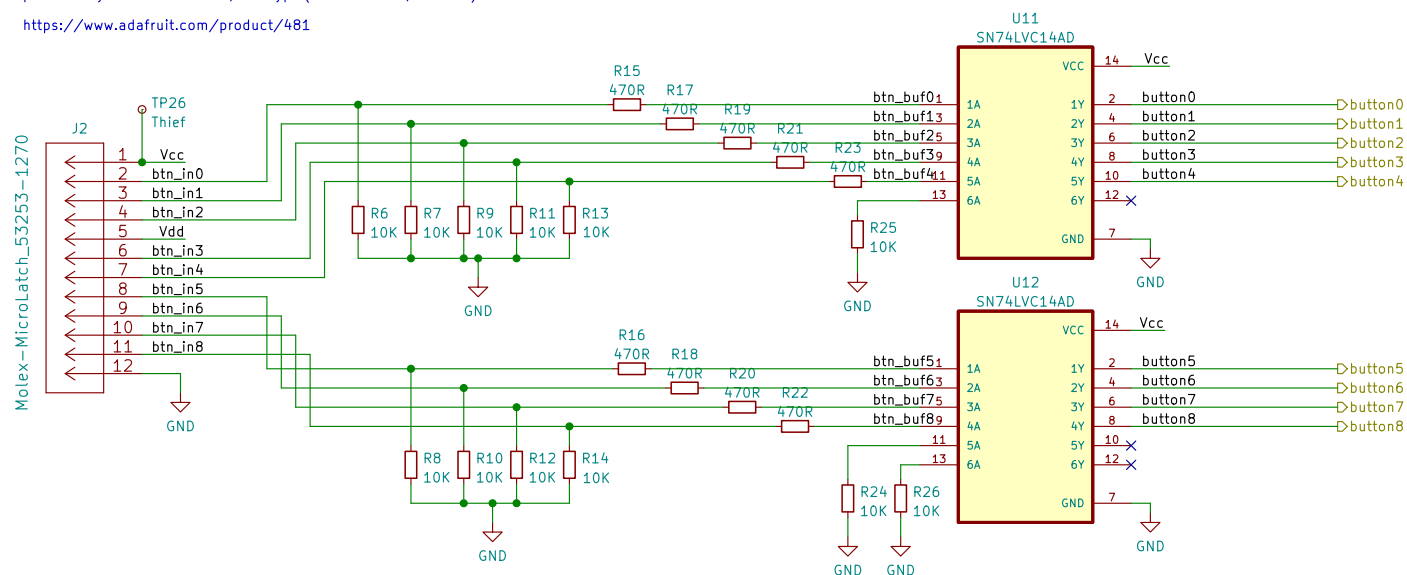 https://www.adafruit.com/product/481
U11
SN74LVC14AD
VCC 14 Vcc
R15
470R
R17
470R
R19
470R
R21
470R
R23
470R
btn_buf0 1 1A 1Y 2 button0 button0
btn_buf1 3 2A 2Y 4 button1 button1
btn_buf2 5 3A 3Y 6 button2 button2
btn_buf3 9 4A 4Y 8 button3 button3
btn_buf4 11 5A 5Y 10 button4 button4
13 6A 6Y 12
GND 7
GND
TP26
Thief
J2
Molex-MicroLatch_53253-1270
1 Vcc
2 btn_in0
3 btn_in1
4 btn_in2
5 Vdd
6 btn_in3
7 btn_in4
8 btn_in5
9 btn_in6
10 btn_in7
11 btn_in8
12
GND
R6
10K
R7
10K
R9
10K
R11
10K
R13
10K
GND
R25
10K
GND
U12
SN74LVC14AD
VCC 14 Vcc
R16
470R
R18
470R
R20
470R
R22
470R
btn_buf5 1 1A 1Y 2 button5 button5
btn_buf6 3 2A 2Y 4 button6 button6
btn_buf7 5 3A 3Y 6 button7 button7
btn_buf8 9 4A 4Y 8 button8 button8
11 5A 5Y 10
13 6A 6Y 12
GND 7
GND
R8
10K
R10
10K
R12
10K
R14
10K
GND
R24
10K
GND
R26
10K
GND